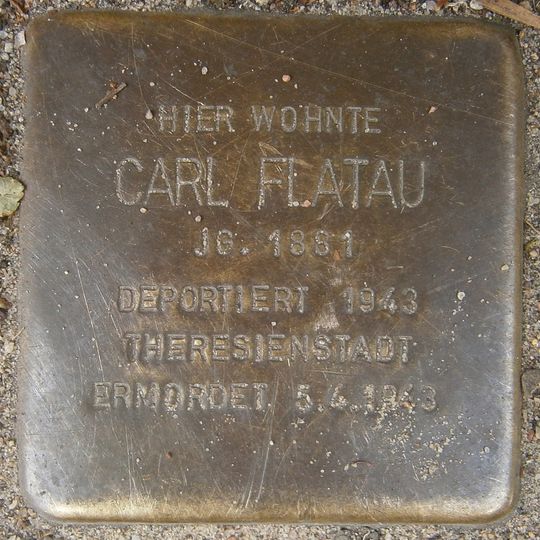 HIER WOHNTE
CARL FLATAU
JG. 1861
DEPORTIERT 1943
THERESIENSTADT
ERMORDET 5.4.1943